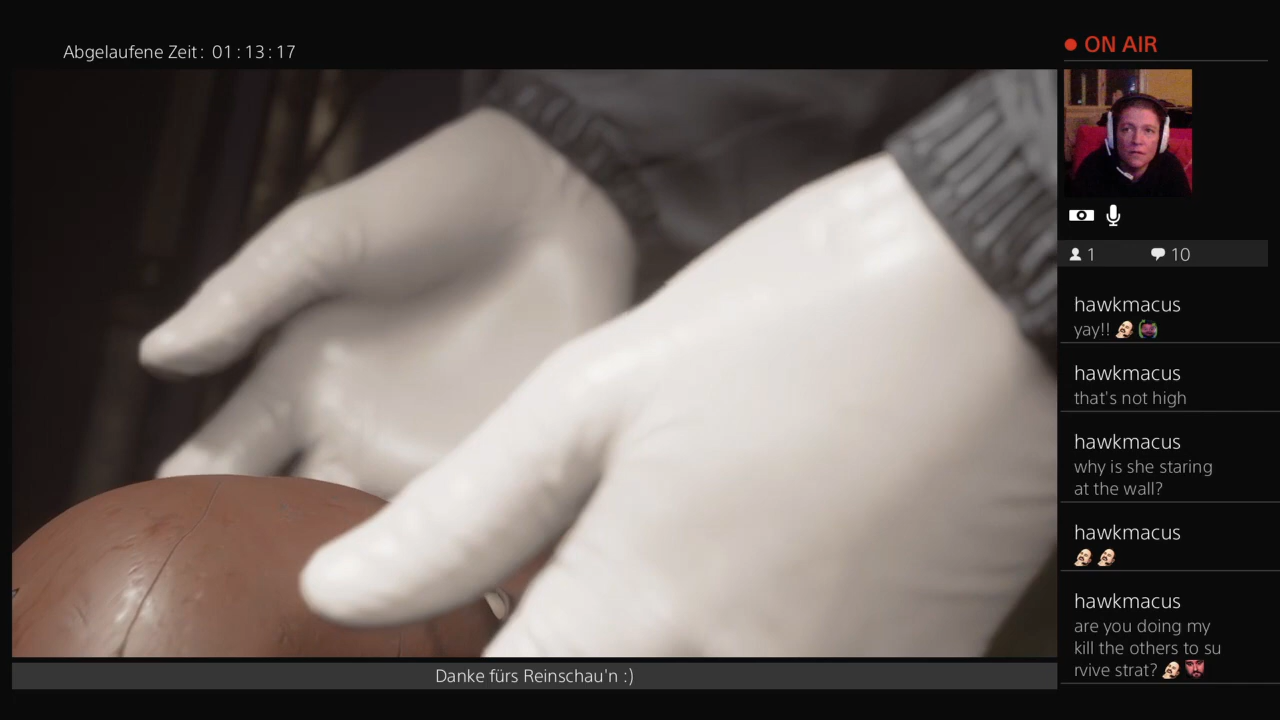 Abgelaufene Zeit: 01:13:17
ON AIR
1
10
hawkmacus
yay!!
hawkmacus
that's not high
hawkmacus
why is she staring
at the wall?
hawkmacus
hawkmacus
are you doing my
kill the others to su
rvive strat?
Danke fürs Reinschau'n :)